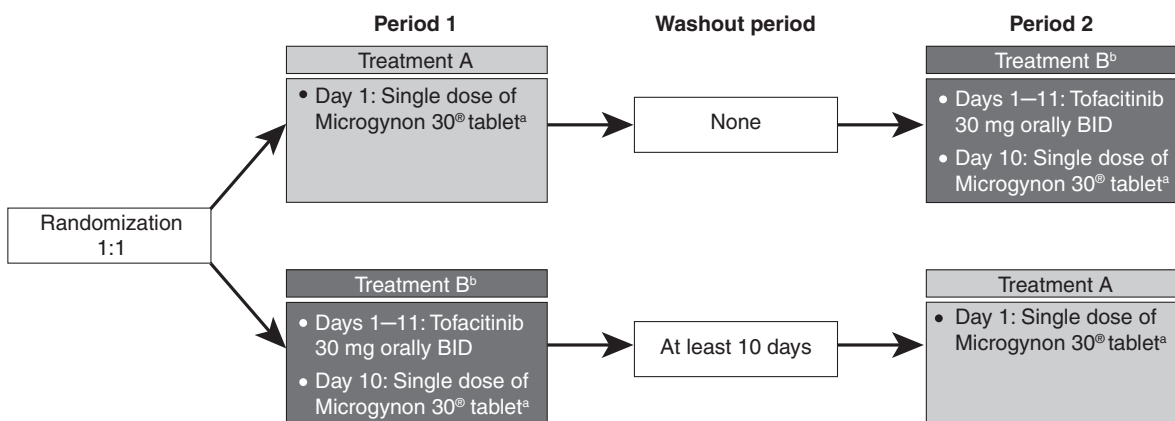 Period 1
Washout period
Period 2
Treatment A
• Day 1: Single dose of
Microgynon 30® tabletᵃ
None
Treatment Bᵇ
• Days 1–11: Tofacitinib
30 mg orally BID
• Day 10: Single dose of
Microgynon 30® tabletᵃ
Randomization
1:1
Treatment Bᵇ
• Days 1–11: Tofacitinib
30 mg orally BID
• Day 10: Single dose of
Microgynon 30® tabletᵃ
At least 10 days
Treatment A
• Day 1: Single dose of
Microgynon 30® tabletᵃ